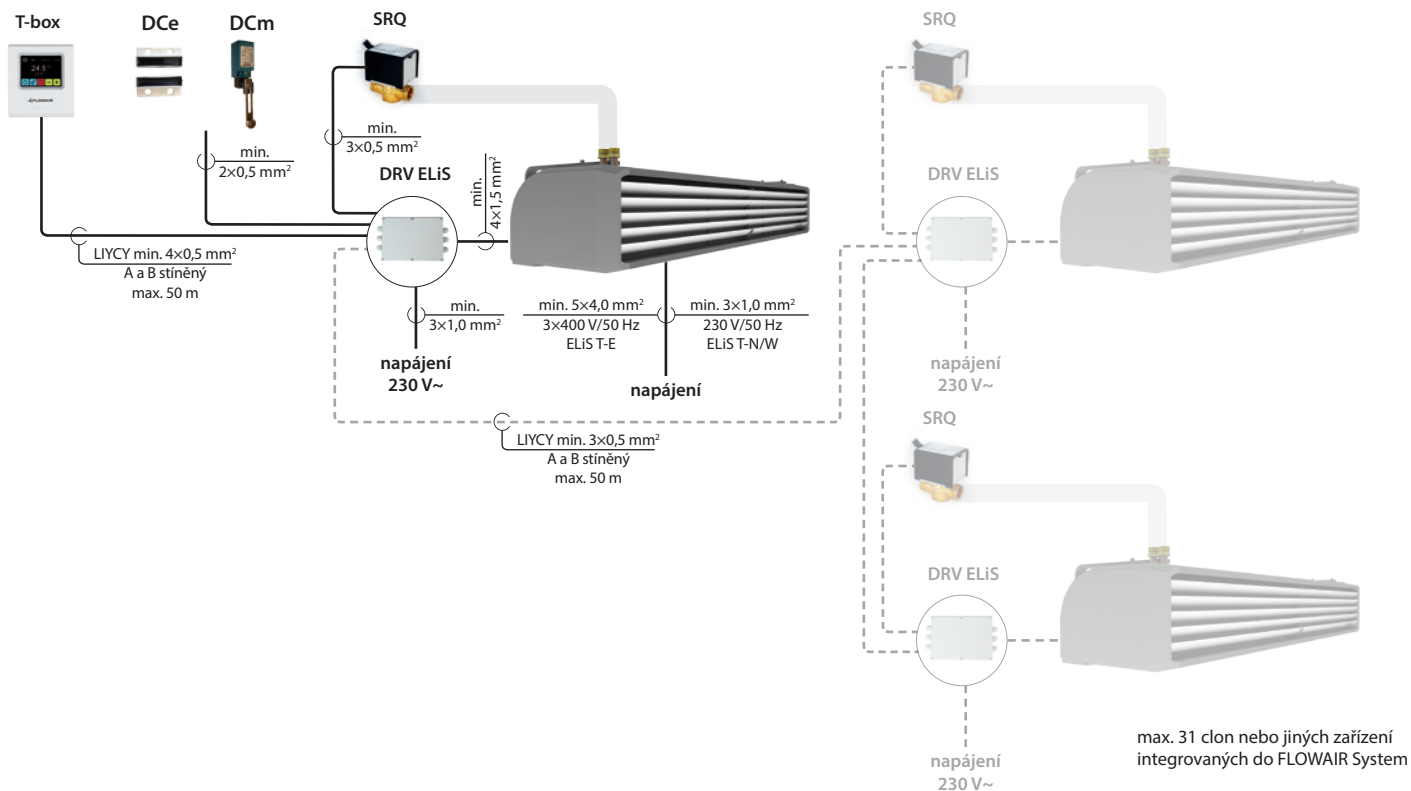 T-box
DCe
DCm
SRQ
SRQ
24.5
FLOWAIR
min.
3×0,5 mm²
min.
2×0,5 mm²
DRV ELiS
min.
4×1,5 mm²
DRV ELiS
LIYCY min. 4×0,5 mm²
A a B stíněný
max. 50 m
min.
3×1,0 mm²
min. 5×4,0 mm²
3×400 V/50 Hz
ELiS T-E
min. 3×1,0 mm²
230 V/50 Hz
ELiS T-N/W
napájení
230 V~
napájení
napájení
230 V~
SRQ
LIYCY min. 3×0,5 mm²
A a B stíněný
max. 50 m
DRV ELiS
napájení
230 V~
max. 31 clon nebo jiných zařízení
integrovaných do FLOWAIR System